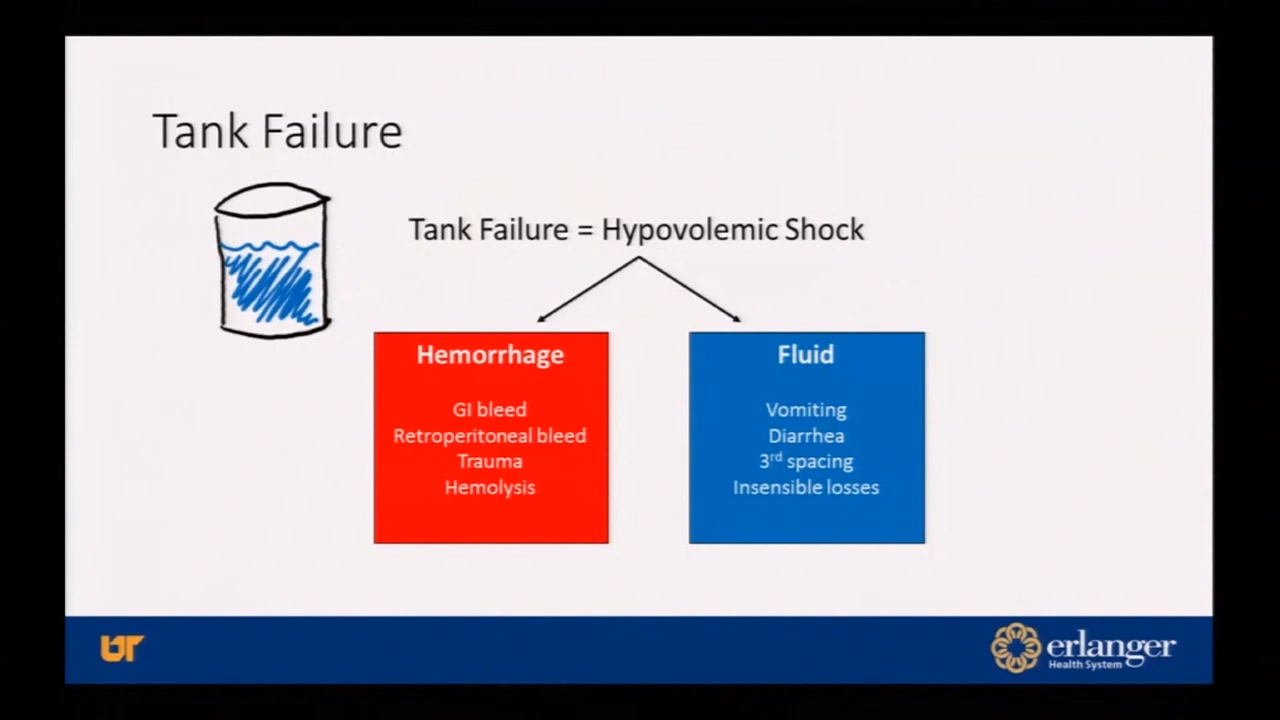 Tank Failure
Tank Failure = Hypovolemic Shock
Hemorrhage
GI bleed
Retroperitoneal bleed
Trauma
Hemolysis
Fluid
Vomiting
Diarrhea
3rd spacing
Insensible losses
UT
erlanger
Health System